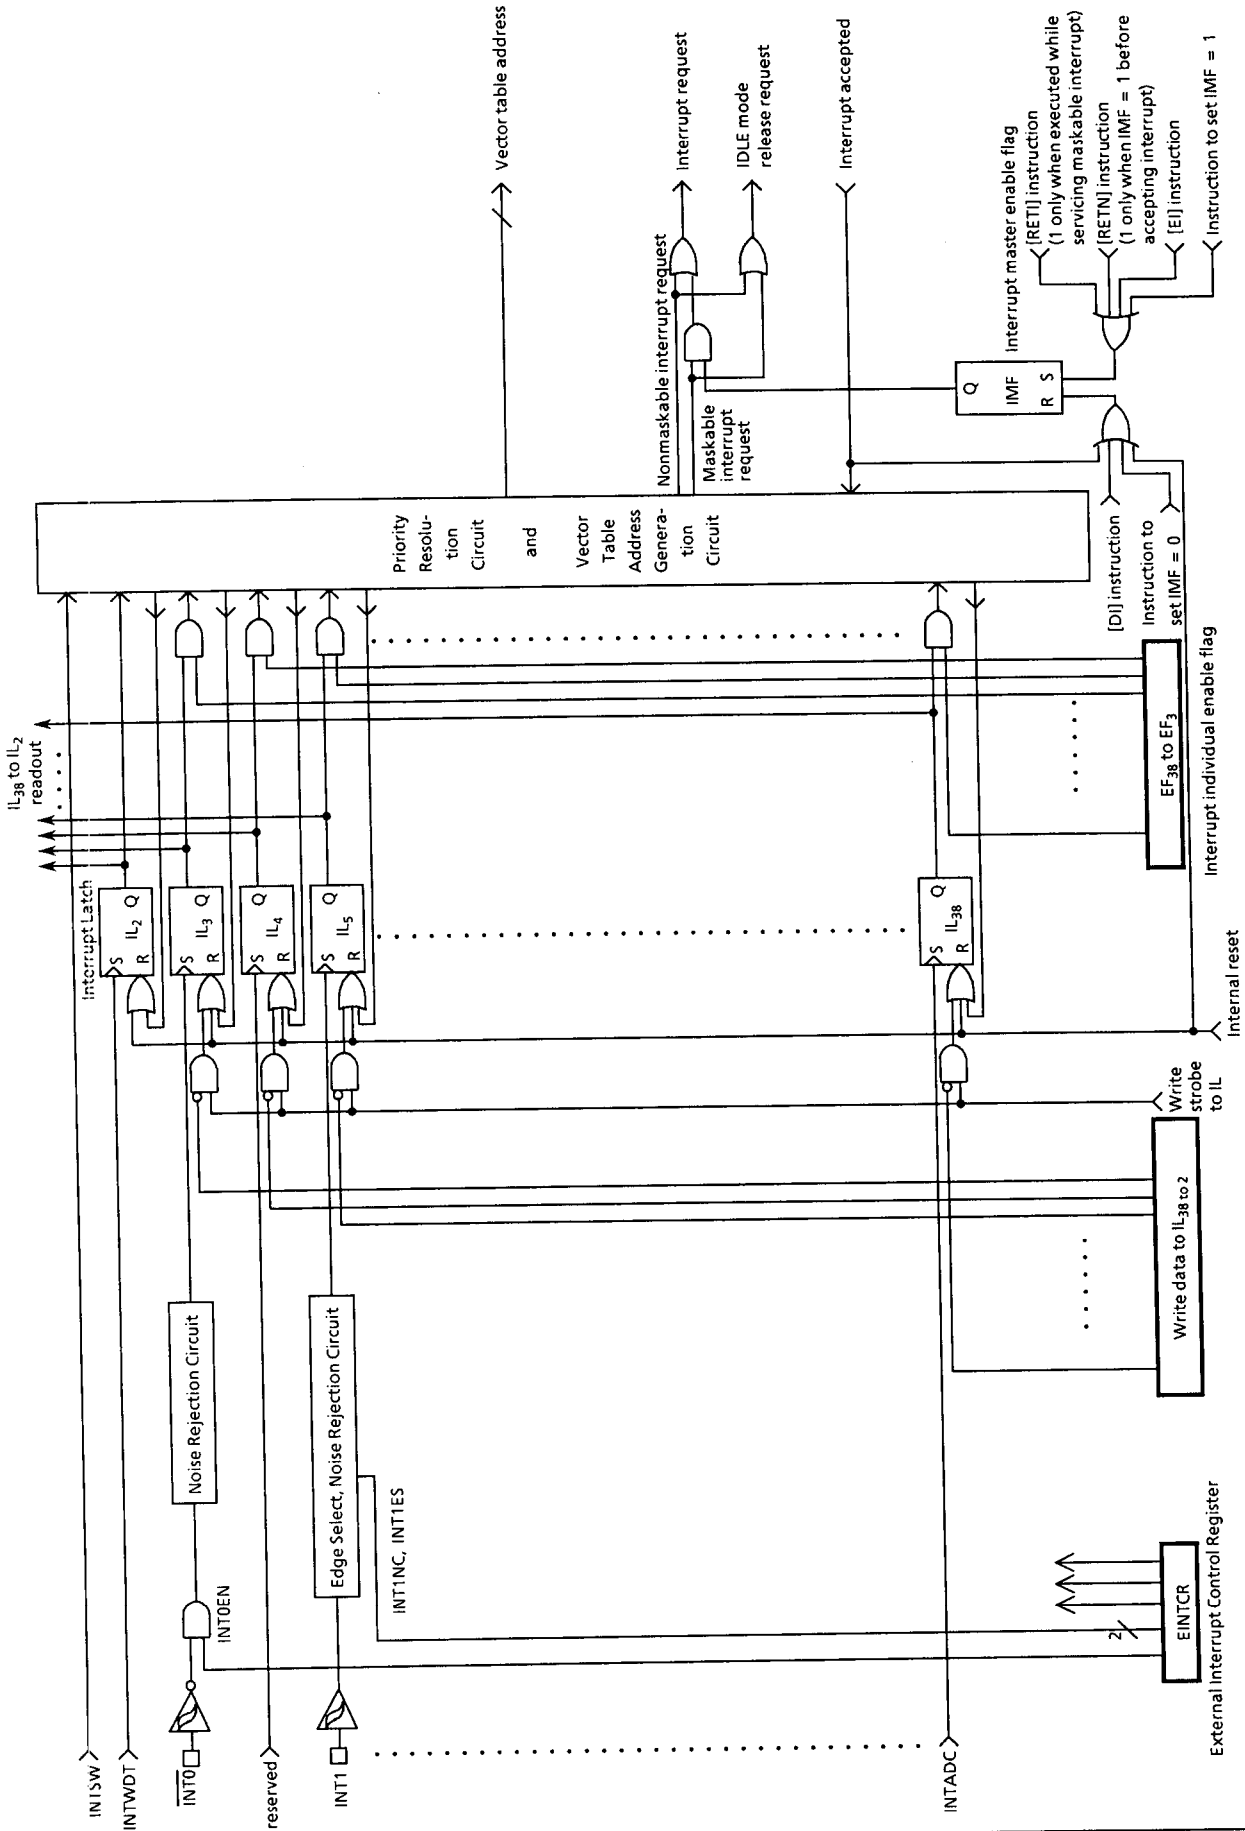 INTSW
INTWDT
INT0
reserved
INT1
INTADC
INT0EN
Noise Rejection Circuit
Edge Select, Noise Rejection Circuit
INT1NC, INT1ES
2
EINTCR
External Interrupt Control Register
Write data to IL38 to 2
Write
strobe
to IL
Internal reset
Interrupt Latch
S
R
IL2
Q
S
R
IL3
Q
S
R
IL4
Q
S
R
IL5
Q
S
R
IL38
Q
IL38 to IL2
readout
EF38 to EF3
Interrupt individual enable flag
Priority
Resolu-
tion
Circuit
and
Vector
Table
Address
Genera-
tion
Circuit
Vector table address
Nonmaskable interrupt request
Maskable
interrupt
request
Interrupt request
IDLE mode
release request
Interrupt accepted
Interrupt master enable flag
Q
IMF
R
S
[DI] instruction
Instruction to
set IMF = 0
[RETI] instruction
(1 only when executed while
servicing maskable interrupt)
[RETN] instruction
(1 only when IMF = 1 before
accepting interrupt)
[EI] instruction
Instruction to set IMF = 1